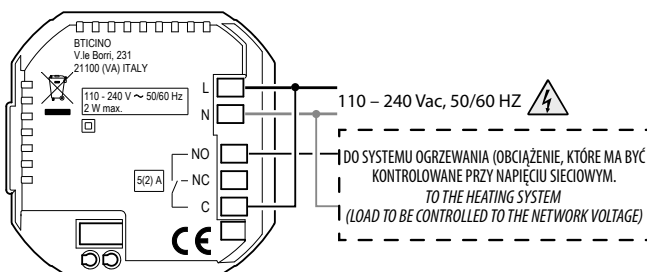 BTICINO
V.le Borri, 231
21100 (VA) ITALY
110 - 240 V ~ 50/60 Hz
2 W max.
L
N
NO
NC
C
5(2) A
CE
110 – 240 Vac, 50/60 HZ
DO SYSTEMU OGRZEWANIA (OBCIĄŻENIE, KTÓRE MA BYĆ
KONTROLOWANE PRZY NAPIĘCIU SIECIOWYM.
TO THE HEATING SYSTEM
(LOAD TO BE CONTROLLED TO THE NETWORK VOLTAGE)